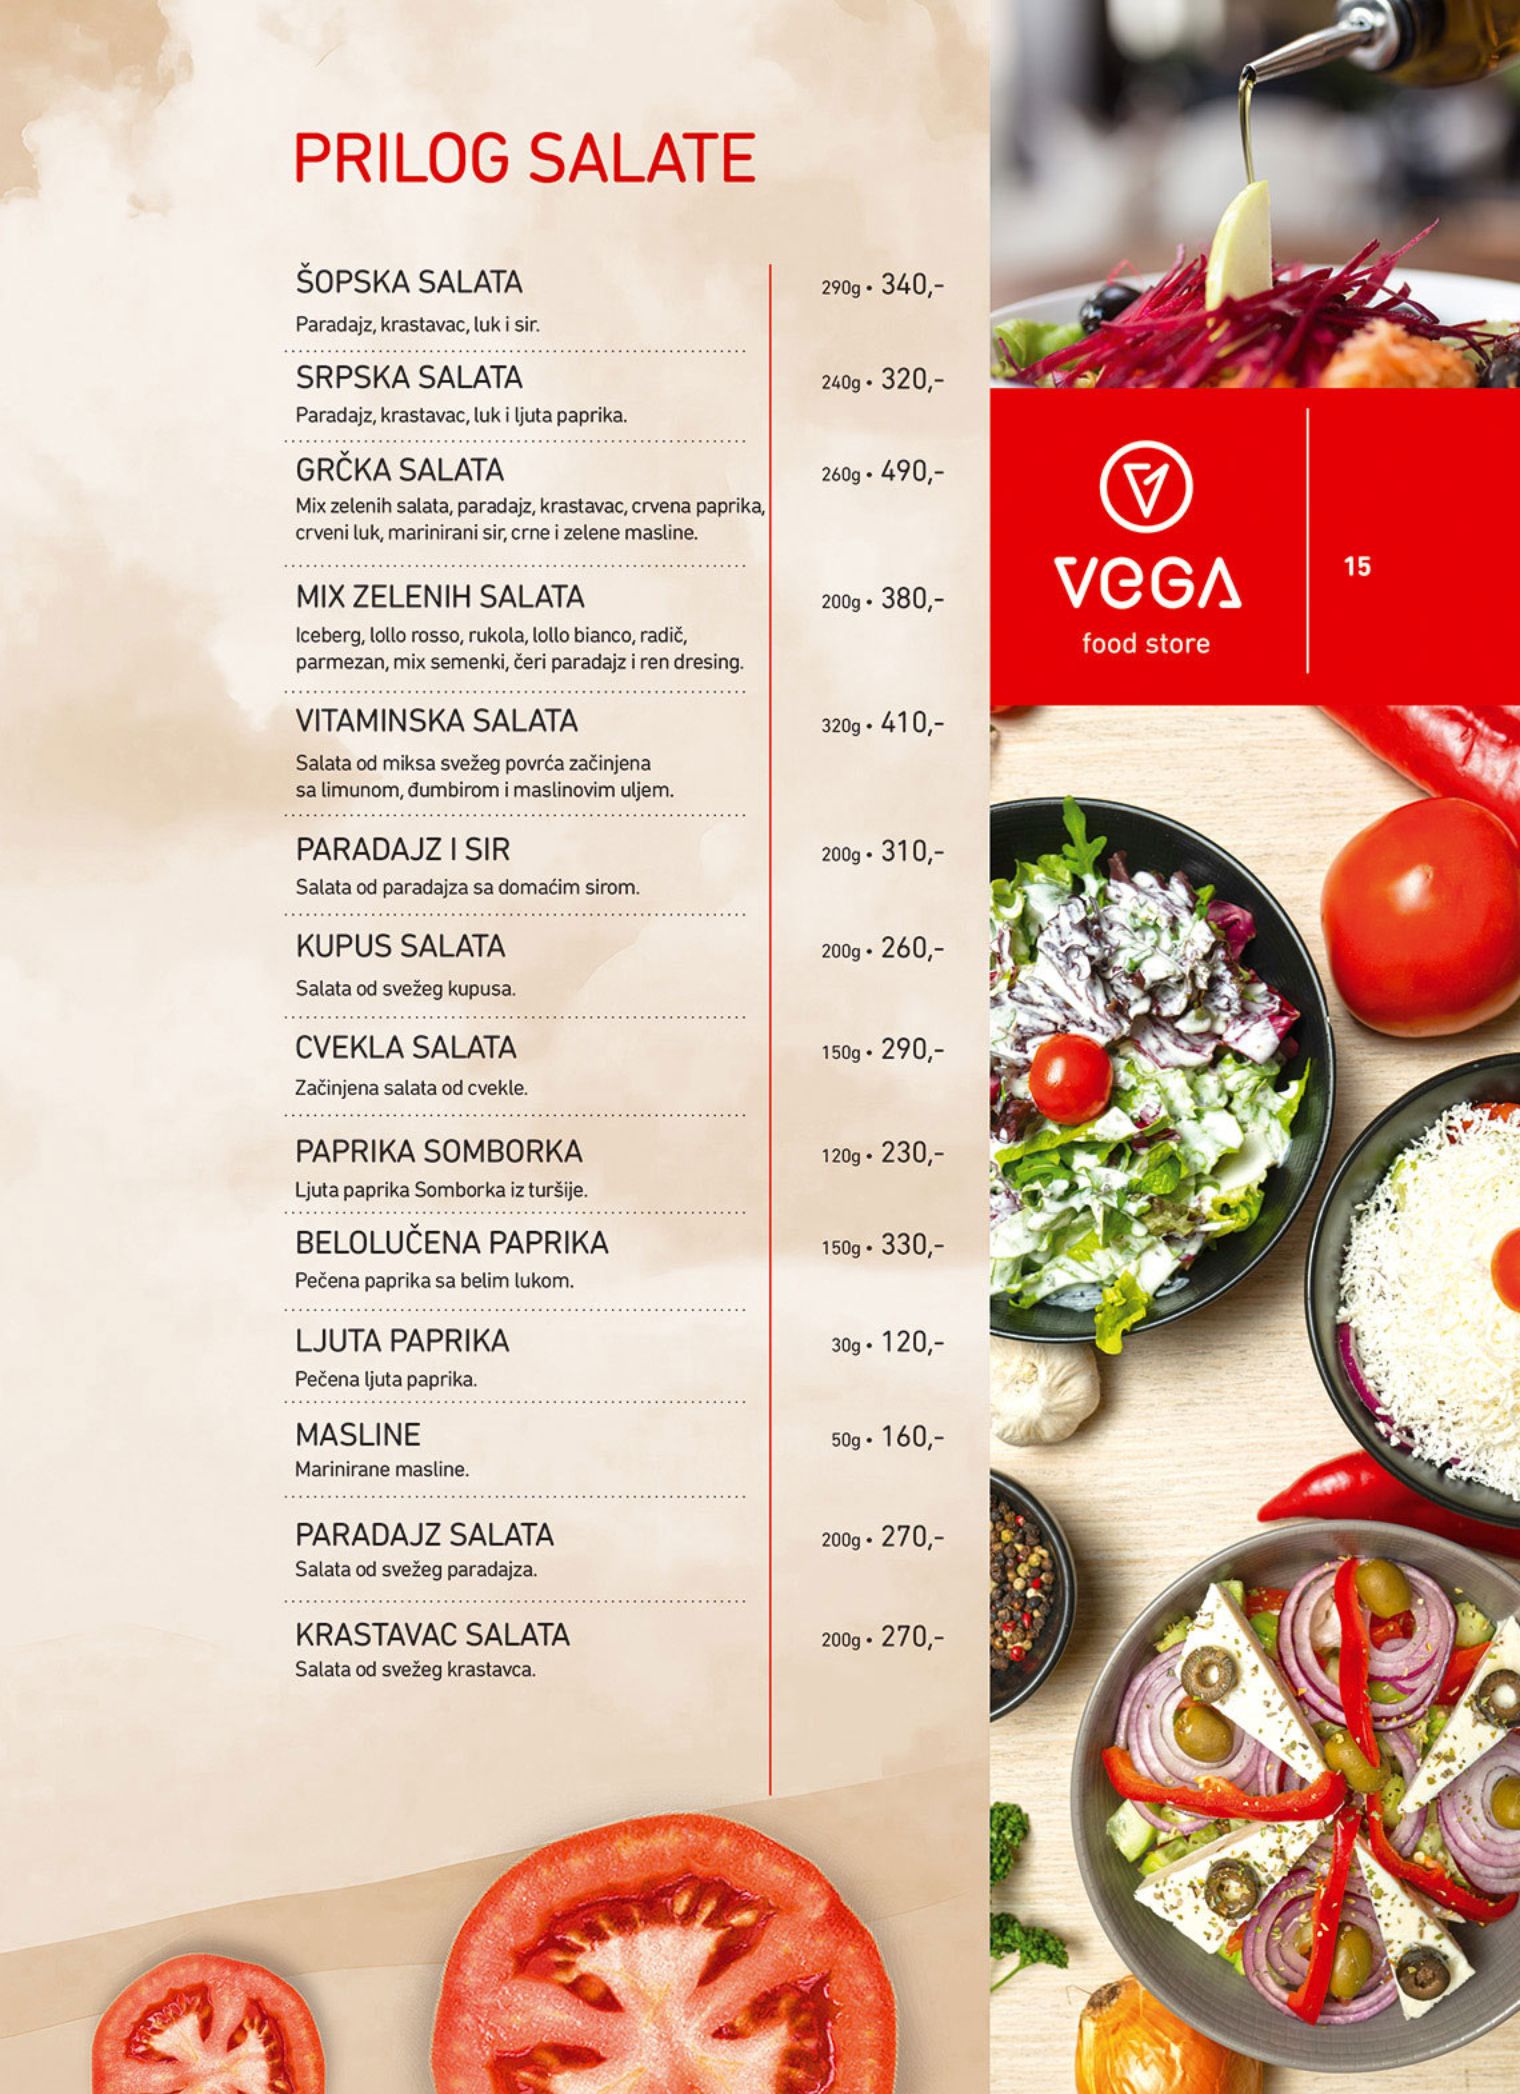 PRILOG SALATE
ŠOPSKA SALATA
290g • 340,-
Paradajz, krastavac, luk i sir.
SRPSKA SALATA
240g • 320,-
Paradajz, krastavac, luk i ljuta paprika.
GRČKA SALATA
260g • 490,-
Mix zelenih salata, paradajz, krastavac, crvena paprika,
crveni luk, marinirani sir, crne i zelene masline.
MIX ZELENIH SALATA
200g • 380,-
Iceberg, lollo rosso, rukola, lollo bianco, radič,
parmezan, mix semenki, čeri paradajz i ren dresing.
VITAMINSKA SALATA
320g • 410,-
Salata od miksa svežeg povrća začinjena
sa limunom, đumbirom i maslinovim uljem.
PARADAJZ I SIR
200g • 310,-
Salata od paradajza sa domaćim sirom.
KUPUS SALATA
200g • 260,-
Salata od svežeg kupusa.
CVEKLA SALATA
150g • 290,-
Začinjena salata od cvekle.
PAPRIKA SOMBORKA
120g • 230,-
Ljuta paprika Somborka iz turšije.
BELOLUČENA PAPRIKA
150g • 330,-
Pečena paprika sa belim lukom.
LJUTA PAPRIKA
30g • 120,-
Pečena ljuta paprika.
MASLINE
50g • 160,-
Marinirane masline.
PARADAJZ SALATA
200g • 270,-
Salata od svežeg paradajza.
KRASTAVAC SALATA
200g • 270,-
Salata od svežeg krastavca.
VEGA
food store
15